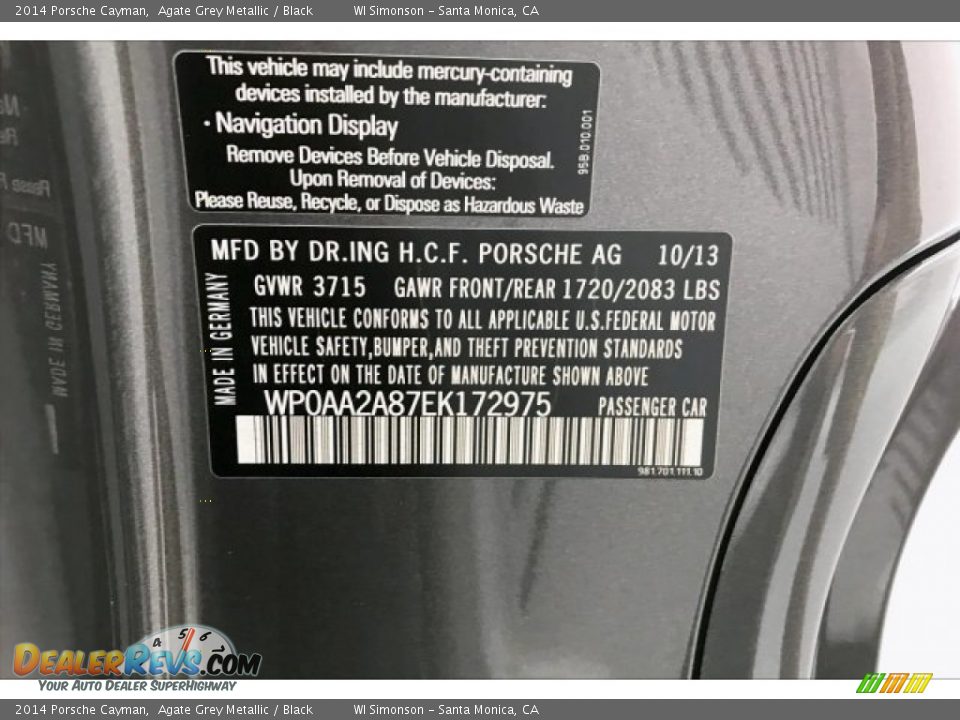 2014 Porsche Cayman, Agate Grey Metallic / Black WI Simonson - Santa Monica, CA
This vehicle may include mercury-containing
devices installed by the manufacturer:
· Navigation Display
Remove Devices Before Vehicle Disposal.
Upon Removal of Devices:
Please Reuse, Recycle, or Dispose as Hazardous Waste
95B.010.001
MFD BY DR.ING H.C.F. PORSCHE AG 10/13
GVWR 3715 GAWR FRONT/REAR 1720/2083 LBS
THIS VEHICLE CONFORMS TO ALL APPLICABLE U.S.FEDERAL MOTOR
VEHICLE SAFETY,BUMPER,AND THEFT PREVENTION STANDARDS
IN EFFECT ON THE DATE OF MANUFACTURE SHOWN ABOVE
MADE IN GERMANY
WP0AA2A87EK172975 PASSENGER CAR
981.701.111.10
4 5 6
DEALERREVS.COM
YOUR AUTO DEALER SUPERHIGHWAY
2014 Porsche Cayman, Agate Grey Metallic / Black WI Simonson - Santa Monica, CA